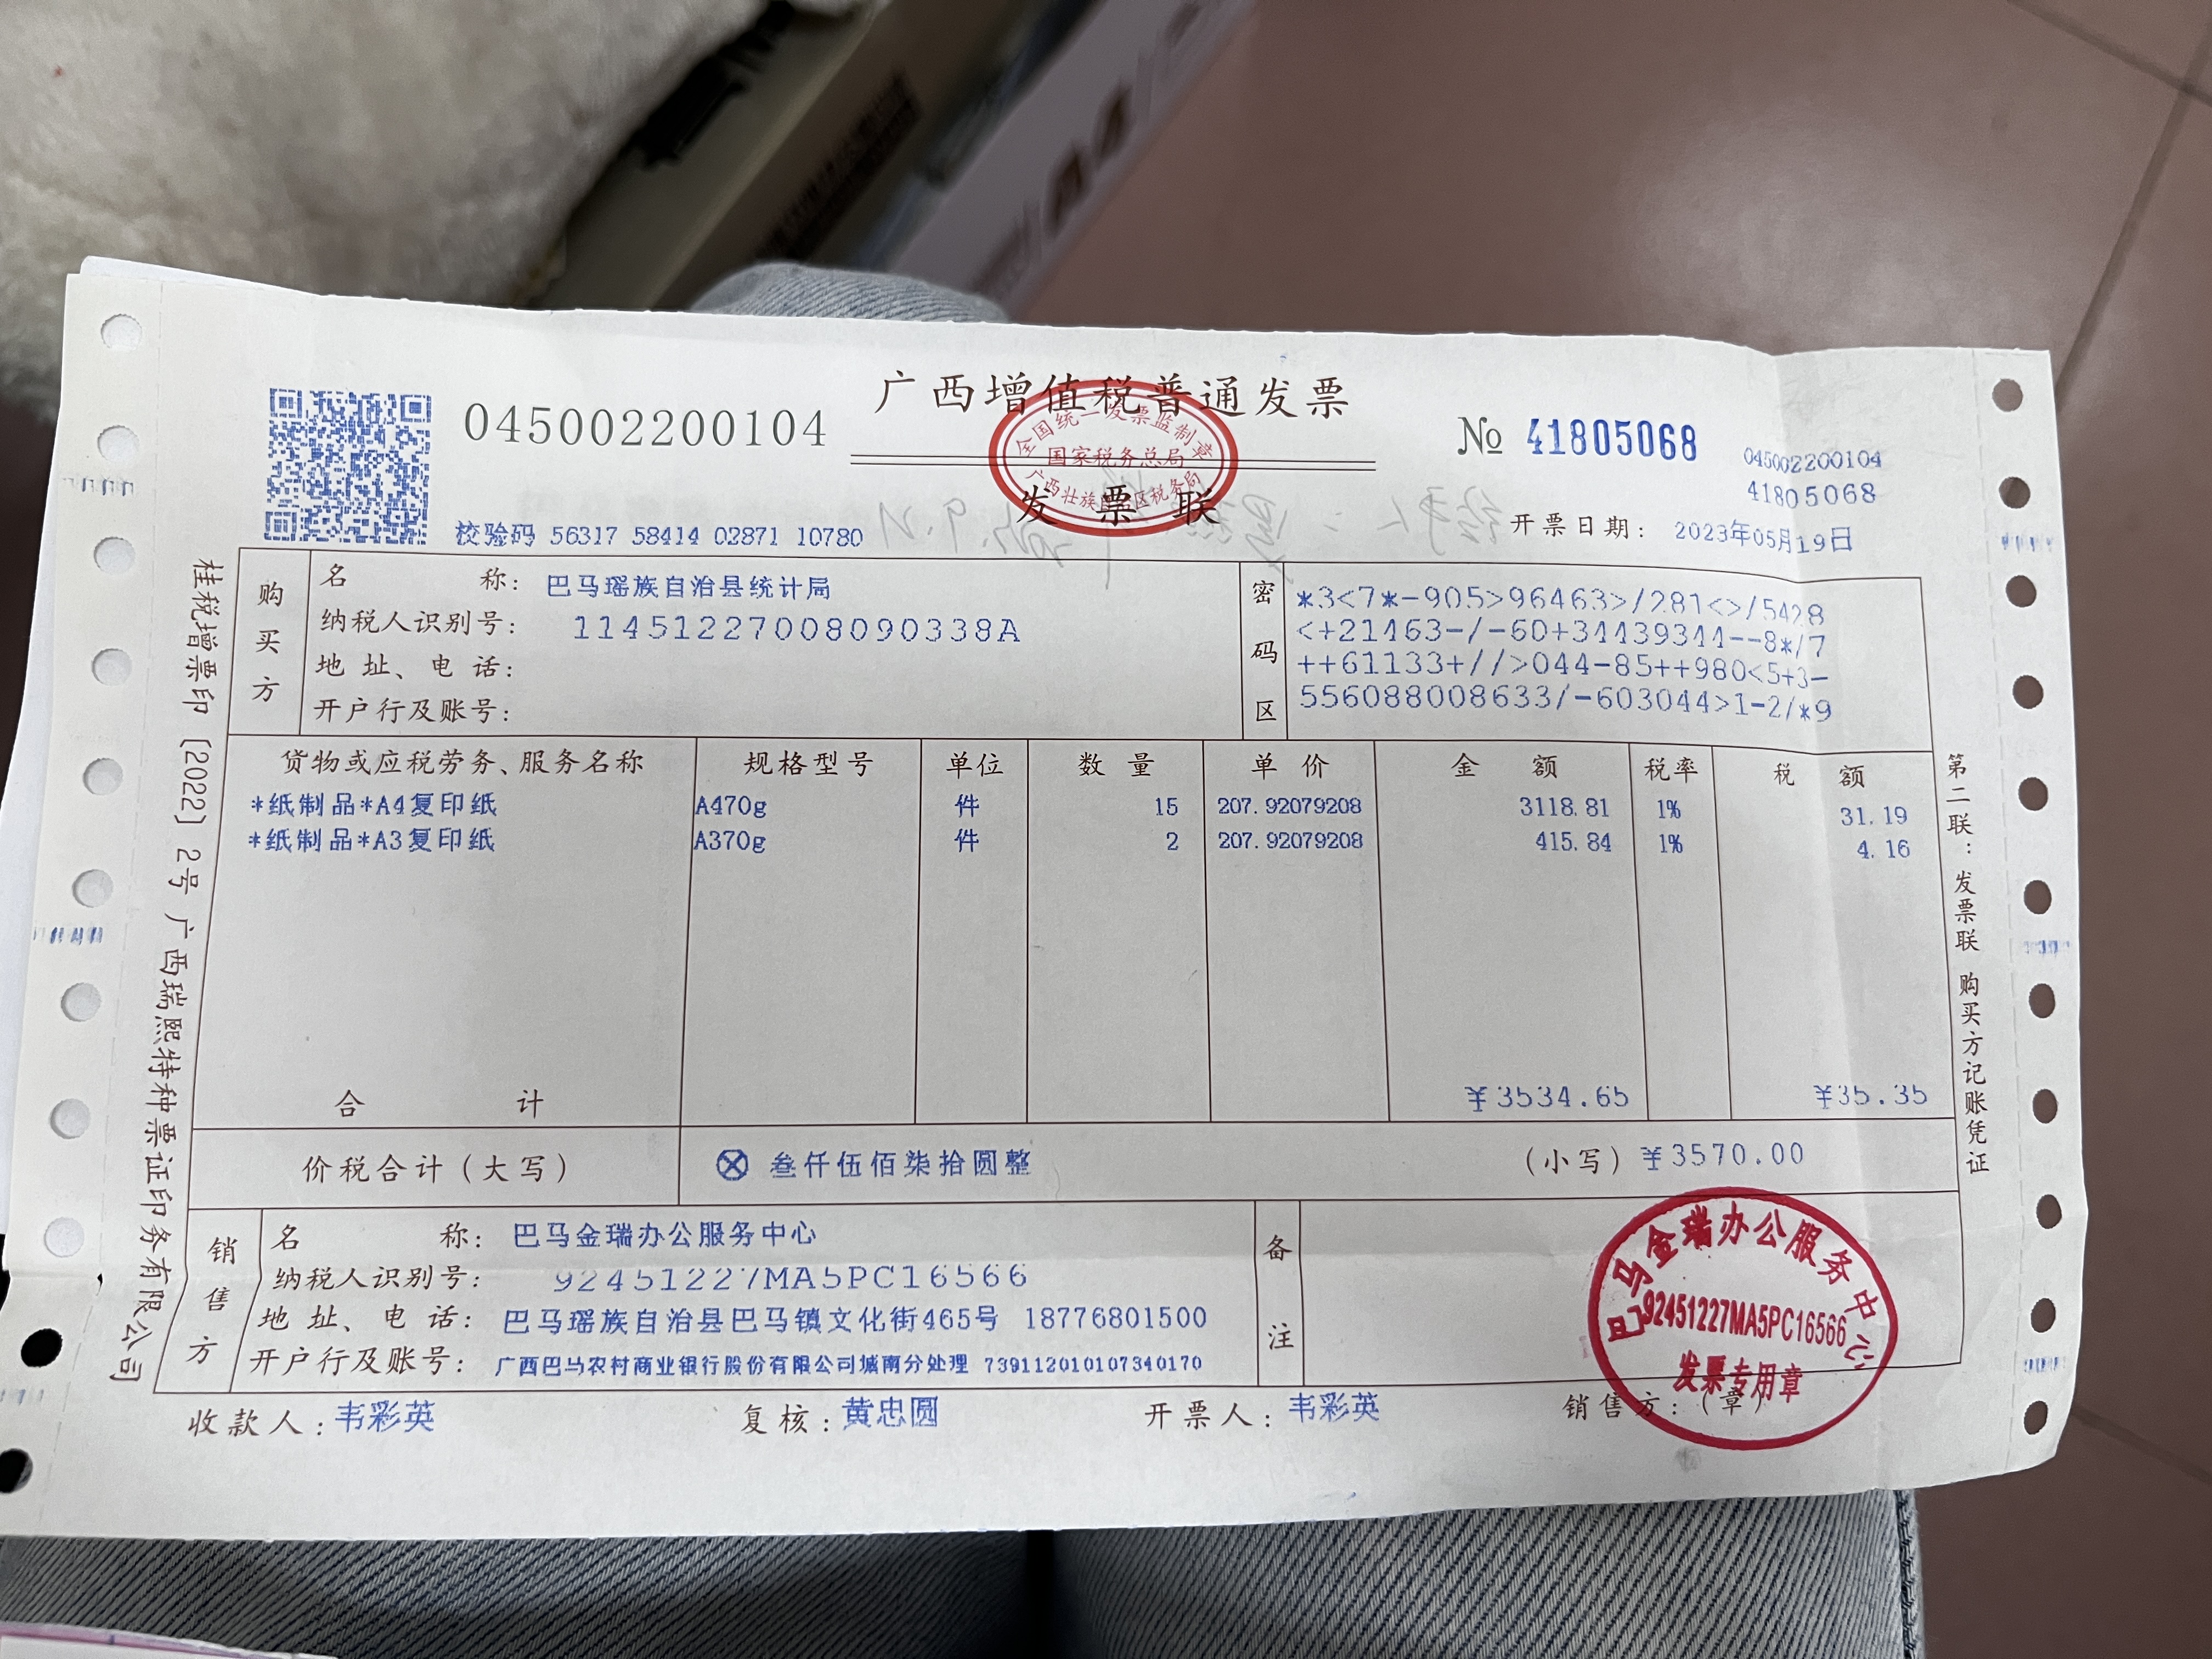 广西增值税普通发票
045002200104
全国统一发票监制章
国家税务总局
广西壮族自治区税务局
发票联
№ 41805068
045002200104
41805068
校验码 56317 58414 02871 10780
开票日期: 2023年05月19日
桂税增票印〔2022〕2号 广西瑞熙特种票证印务有限公司
购买方
名称: 巴马瑶族自治县统计局
纳税人识别号: 11451227008090338A
地址、电话:
开户行及账号:
密码区
*3<7*-905>96463>/281<>/5428
<+21463-/-60+34439344--8*/7
++61133+//>044-85++980<5+3-
556088008633/-603044>1-2/*9
货物或应税劳务、服务名称 规格型号 单位 数量 单价 金额 税率 税额
*纸制品*A4复印纸 A470g 件 15 207.92079208 3118.81 1% 31.19
*纸制品*A3复印纸 A370g 件 2 207.92079208 415.84 1% 4.16
合计 ¥3534.65 ¥35.35
价税合计(大写) ⊗ 叁仟伍佰柒拾圆整 (小写) ¥3570.00
销售方
名称: 巴马金瑞办公服务中心
纳税人识别号: 92451227MA5PC16566
地址、电话: 巴马瑶族自治县巴马镇文化街465号 18776801500
开户行及账号: 广西巴马农村商业银行股份有限公司城南分处理 739112010107340170
备注
巴马金瑞办公服务中心
92451227MA5PC16566
发票专用章
收款人: 韦彩英 复核: 黄忠圆 开票人: 韦彩英 销售方:(章)
第二联:发票联 购买方记账凭证